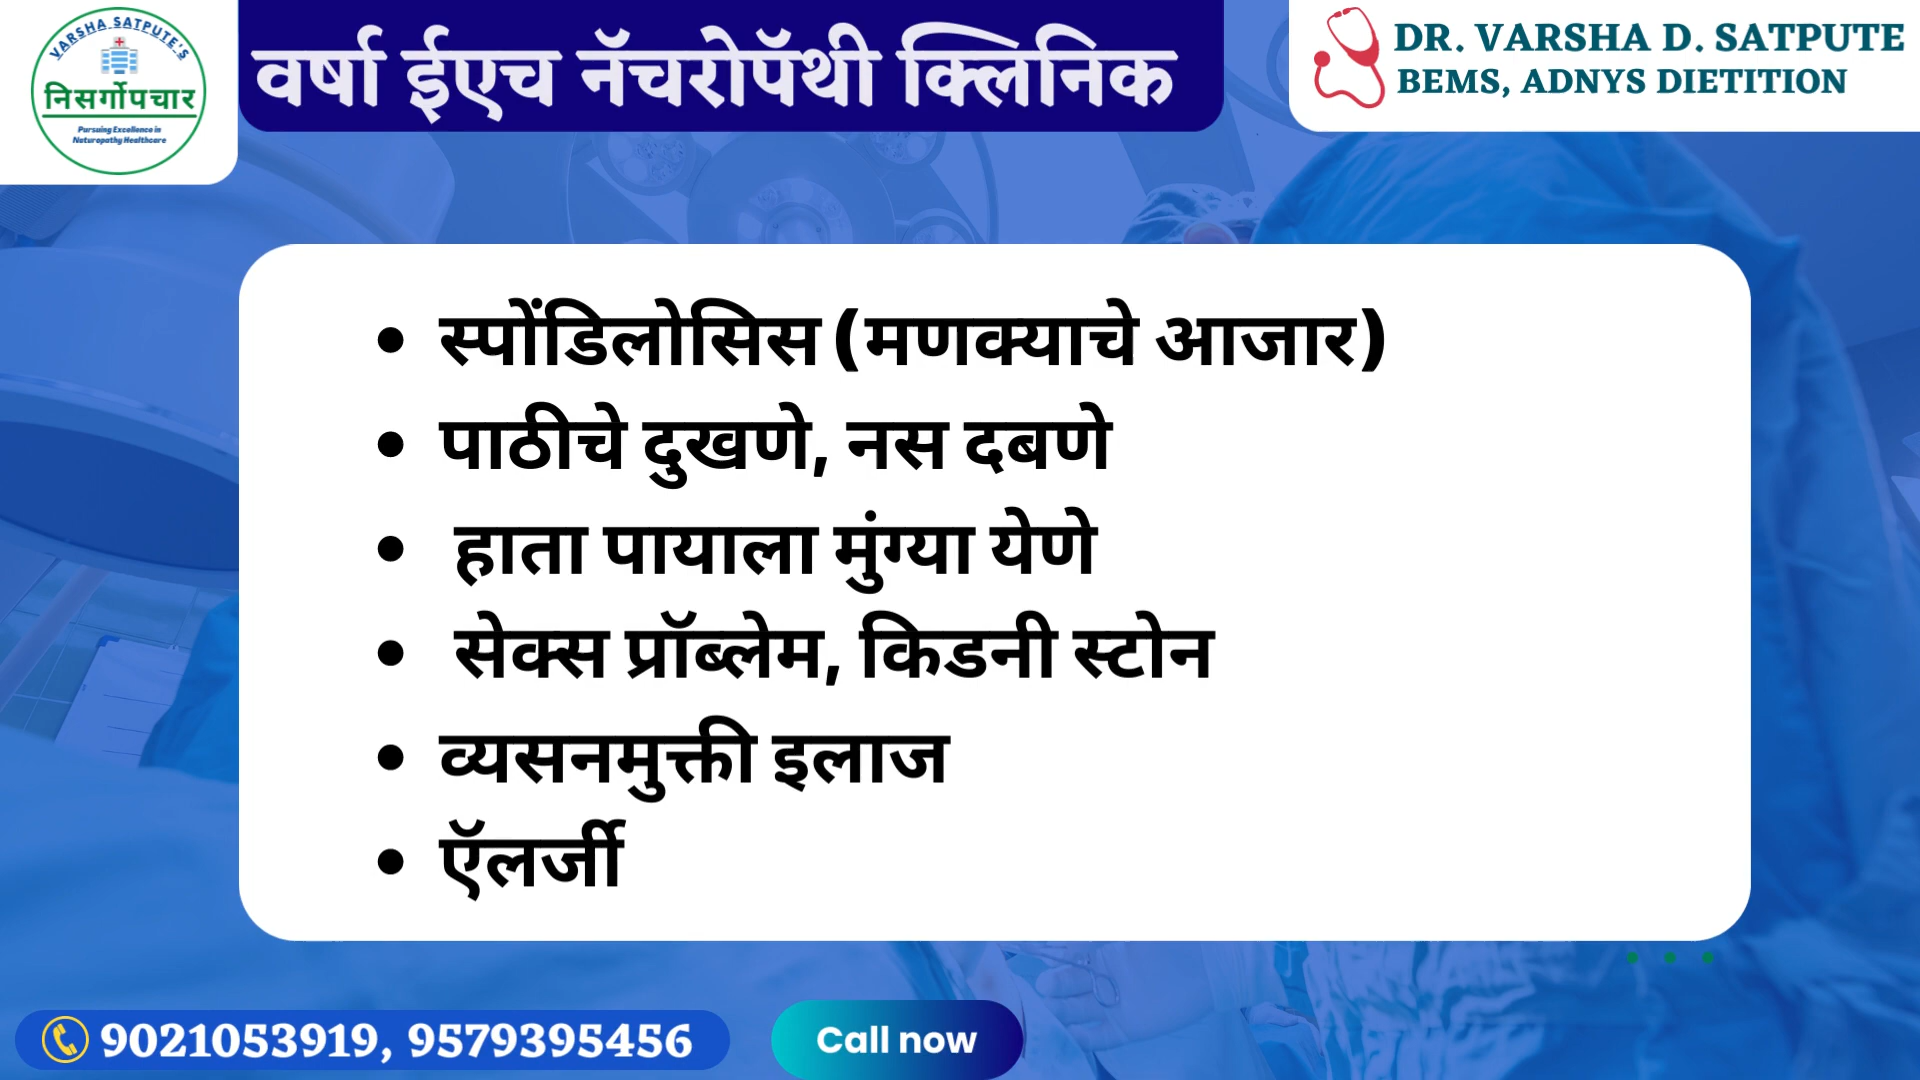 VARSHA SATPUTE'S
निसर्गोपचार
Pursuing Excellence in
Naturopathy Healthcare
वर्षा ईएच नॅचरोपॅथी क्लिनिक
DR. VARSHA D. SATPUTE
BEMS, ADNYS DIETITION
• स्पोंडिलोसिस (मणक्याचे आजार)
• पाठीचे दुखणे, नस दबणे
• हाता पायाला मुंग्या येणे
• सेक्स प्रॉब्लेम, किडनी स्टोन
• व्यसनमुक्ती इलाज
• ऍलर्जी
9021053919, 9579395456
Call now